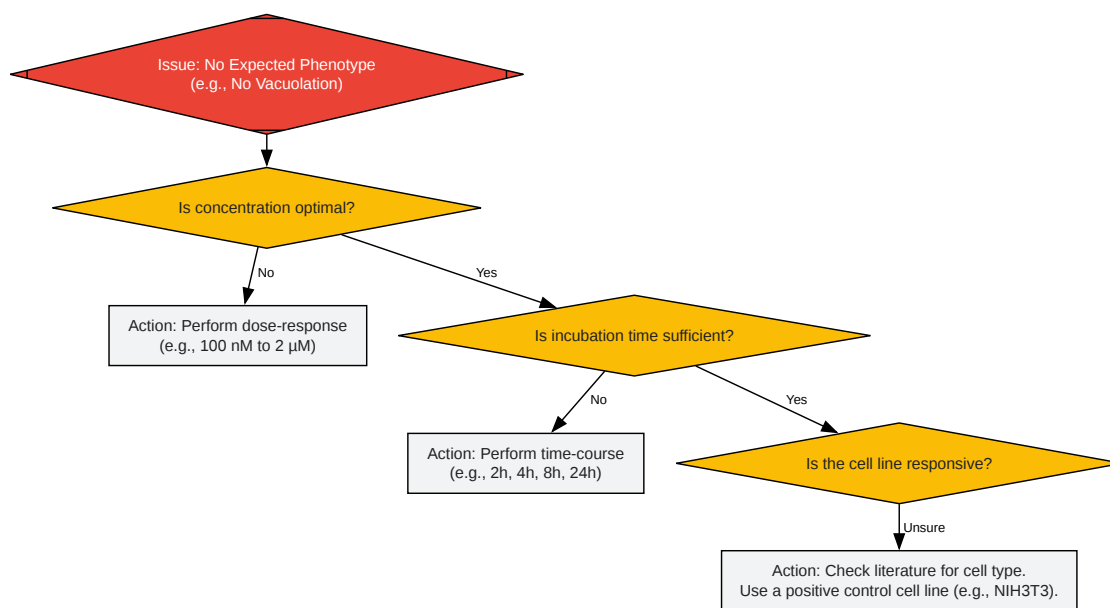 Issue: No Expected Phenotype
(e.g., No Vacuolation)
Is concentration optimal?
No
Yes
Action: Perform dose-response
(e.g., 100 nM to 2 µM)
Is incubation time sufficient?
No
Yes
Action: Perform time-course
(e.g., 2h, 4h, 8h, 24h)
Is the cell line responsive?
Unsure
Action: Check literature for cell type.
Use a positive control cell line (e.g., NIH3T3).